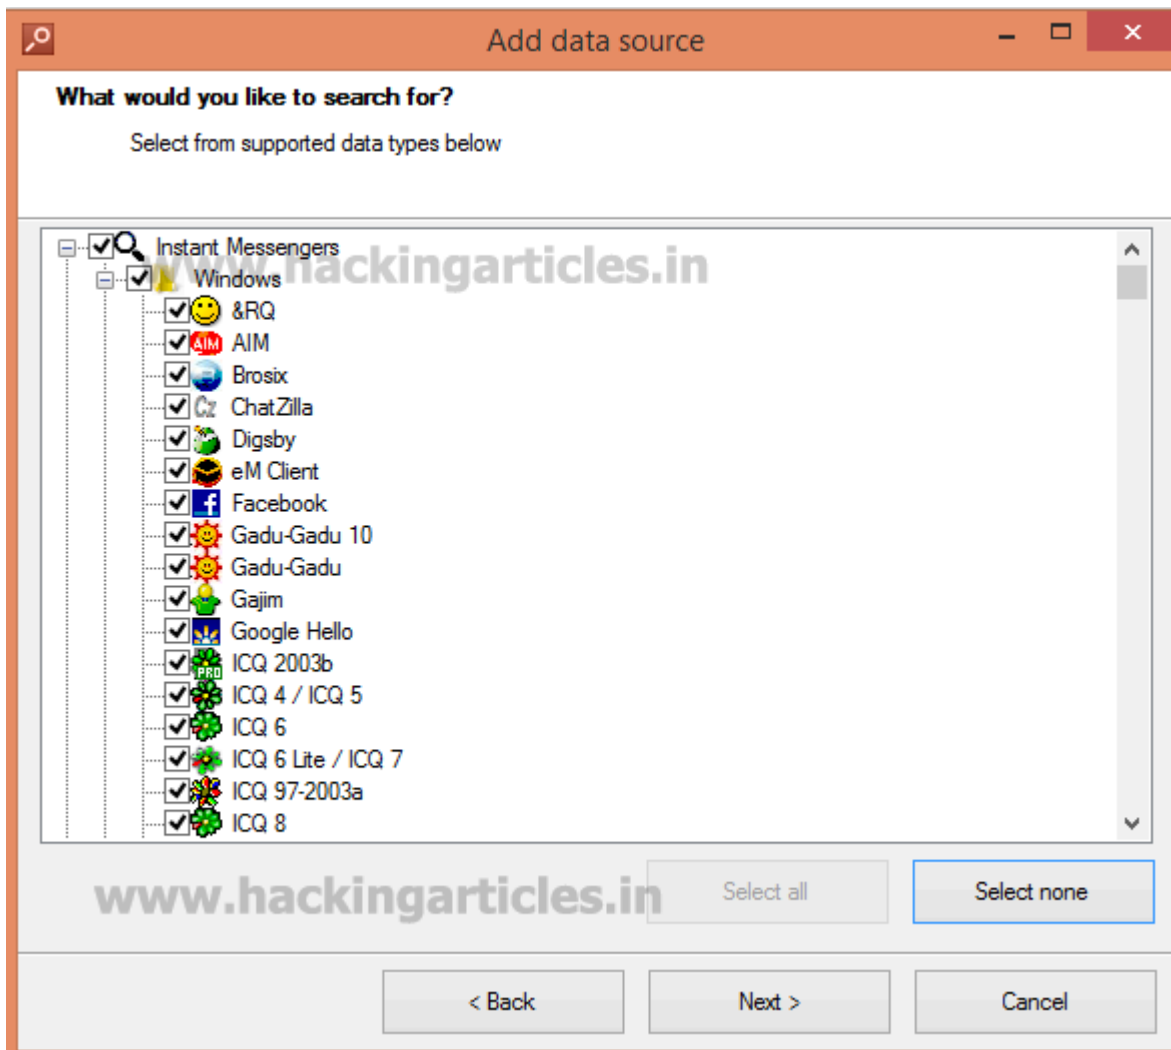 Add data source
What would you like to search for?
Select from supported data types below
Instant Messengers
www.hackingarticles.in
Windows
&RQ
AIM AIM
Brosix
Cz ChatZilla
Digsby
eM Client
f Facebook
Gadu-Gadu 10
Gadu-Gadu
Gajim
Google Hello
PRO ICQ 2003b
ICQ 4 / ICQ 5
ICQ 6
ICQ 6 Lite / ICQ 7
ICQ 97-2003a
ICQ 8
www.hackingarticles.in
Select all
Select none
< Back
Next >
Cancel